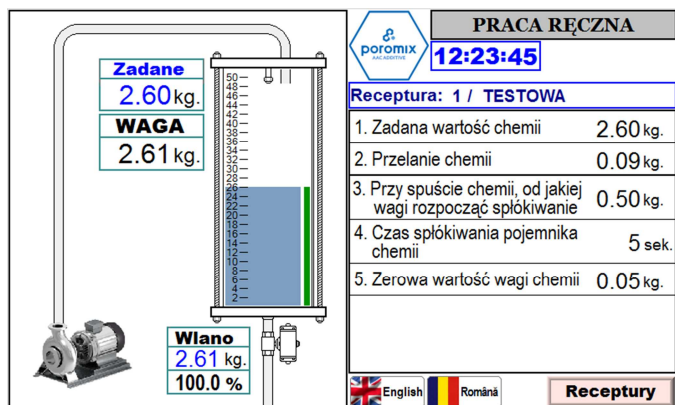 Zadane
2.60 kg.
WAGA
2.61 kg.
50
48
46
44
42
40
38
36
34
32
30
28
26
24
22
20
18
16
14
12
10
8
6
4
2
Wlano
2.61 kg.
100.0 %
poromix
AAC ADDITIVE
PRACA RĘCZNA
12:23:45
Receptura: 1 / TESTOWA
1. Zadana wartość chemii 2.60 kg.
2. Przelanie chemii 0.09 kg.
3. Przy spuście chemii, od jakiej
wagi rozpocząć spłókiwanie 0.50 kg.
4. Czas spłókiwania pojemnika
chemii 5 sek.
5. Zerowa wartość wagi chemii 0.05 kg.
English
Română
Receptury